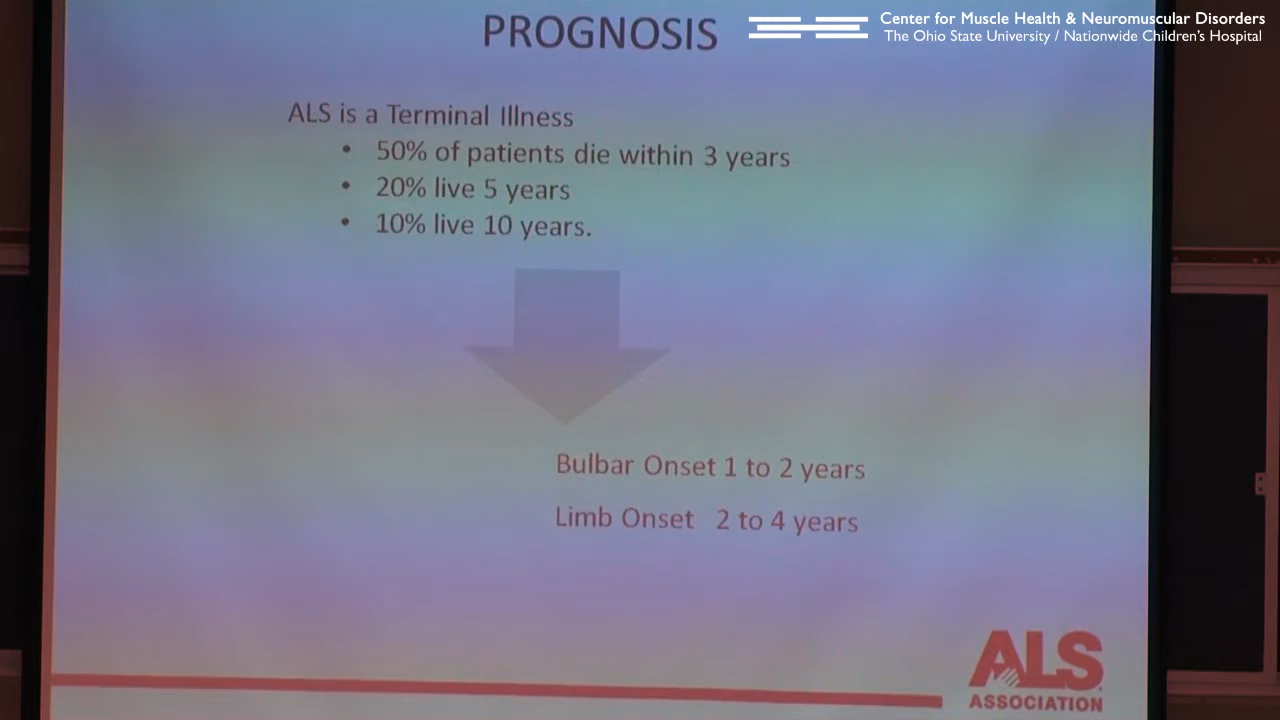 PROGNOSIS
Center for Muscle Health & Neuromuscular Disorders
The Ohio State University / Nationwide Children's Hospital
ALS is a Terminal Illness
• 50% of patients die within 3 years
• 20% live 5 years
• 10% live 10 years.
Bulbar Onset 1 to 2 years
Limb Onset 2 to 4 years
ALS
ASSOCIATION